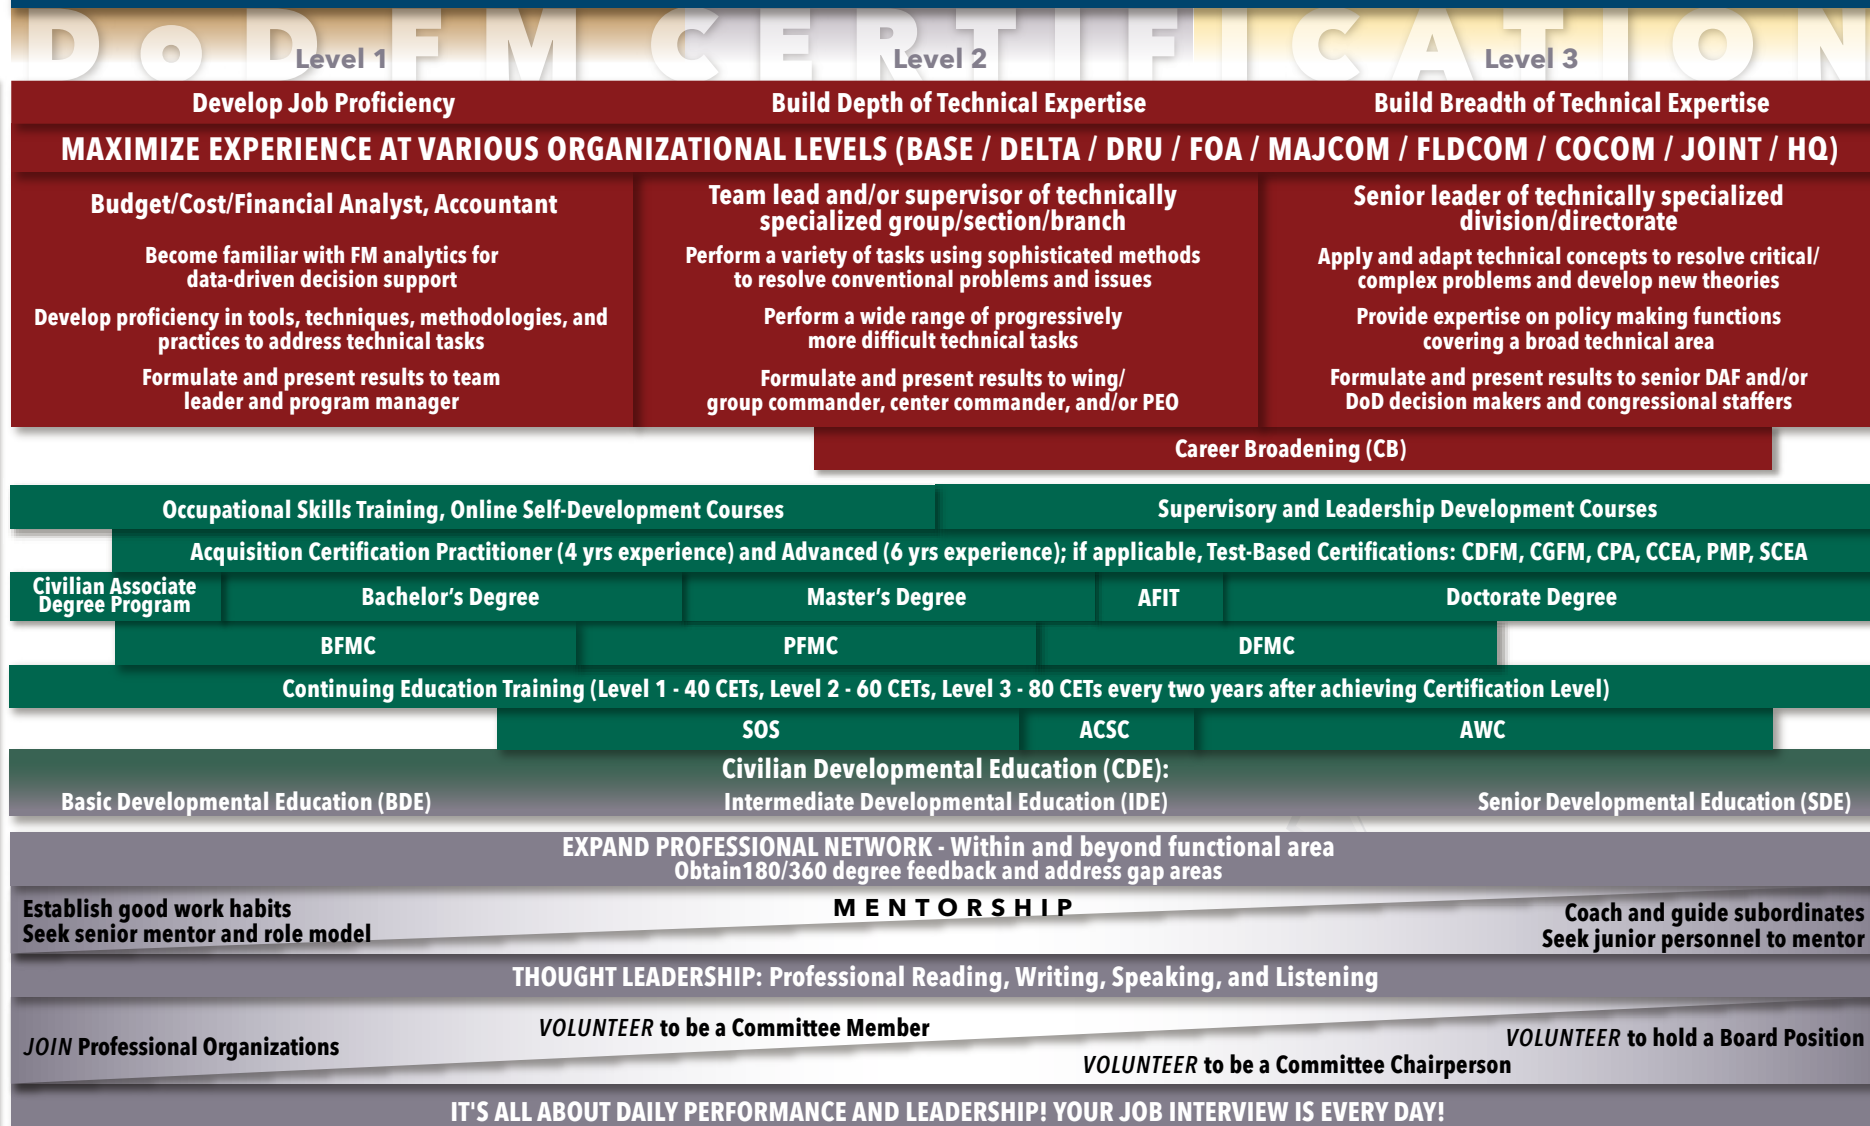 DoD FM CERTIFICATION
Level 1
Level 2
Level 3
Develop Job Proficiency
Build Depth of Technical Expertise
Build Breadth of Technical Expertise
MAXIMIZE EXPERIENCE AT VARIOUS ORGANIZATIONAL LEVELS (BASE / DELTA / DRU / FOA / MAJCOM / FLDCOM / COCOM / JOINT / HQ)
Budget/Cost/Financial Analyst, Accountant
Become familiar with FM analytics for
data-driven decision support
Develop proficiency in tools, techniques, methodologies, and
practices to address technical tasks
Formulate and present results to team
leader and program manager
Team lead and/or supervisor of technically
specialized group/section/branch
Perform a variety of tasks using sophisticated methods
to resolve conventional problems and issues
Perform a wide range of progressively
more difficult technical tasks
Formulate and present results to wing/
group commander, center commander, and/or PEO
Senior leader of technically specialized
division/directorate
Apply and adapt technical concepts to resolve critical/
complex problems and develop new theories
Provide expertise on policy making functions
covering a broad technical area
Formulate and present results to senior DAF and/or
DoD decision makers and congressional staffers
Career Broadening (CB)
Occupational Skills Training, Online Self-Development Courses
Supervisory and Leadership Development Courses
Acquisition Certification Practitioner (4 yrs experience) and Advanced (6 yrs experience); if applicable, Test-Based Certifications: CDFM, CGFM, CPA, CCEA, PMP, SCEA
Civilian Associate
Degree Program
Bachelor's Degree
Master's Degree
AFIT
Doctorate Degree
BFMC
PFMC
DFMC
Continuing Education Training (Level 1 - 40 CETs, Level 2 - 60 CETs, Level 3 - 80 CETs every two years after achieving Certification Level)
SOS
ACSC
AWC
Civilian Developmental Education (CDE):
Basic Developmental Education (BDE)
Intermediate Developmental Education (IDE)
Senior Developmental Education (SDE)
EXPAND PROFESSIONAL NETWORK - Within and beyond functional area
Obtain180/360 degree feedback and address gap areas
MENTORSHIP
Establish good work habits
Seek senior mentor and role model
Coach and guide subordinates
Seek junior personnel to mentor
THOUGHT LEADERSHIP: Professional Reading, Writing, Speaking, and Listening
JOIN Professional Organizations
VOLUNTEER to be a Committee Member
VOLUNTEER to be a Committee Chairperson
VOLUNTEER to hold a Board Position
IT'S ALL ABOUT DAILY PERFORMANCE AND LEADERSHIP! YOUR JOB INTERVIEW IS EVERY DAY!